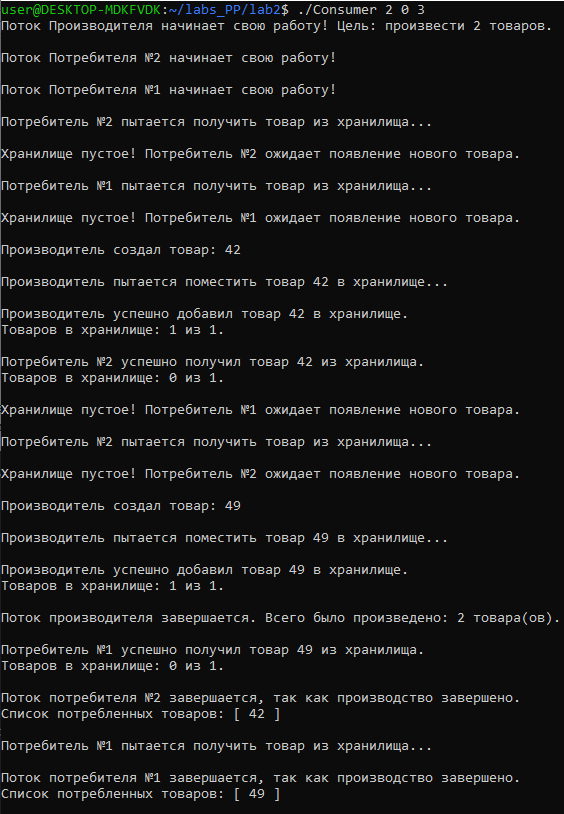 user@DESKTOP-MDKFVDK:~/labs_PP/lab2$ ./Consumer 2 0 3
Поток Производителя начинает свою работу! Цель: произвести 2 товаров.
Поток Потребителя №2 начинает свою работу!
Поток Потребителя №1 начинает свою работу!
Потребитель №2 пытается получить товар из хранилища...
Хранилище пустое! Потребитель №2 ожидает появление нового товара.
Потребитель №1 пытается получить товар из хранилища...
Хранилище пустое! Потребитель №1 ожидает появление нового товара.
Производитель создал товар: 42
Производитель пытается поместить товар 42 в хранилище...
Производитель успешно добавил товар 42 в хранилище.
Товаров в хранилище: 1 из 1.
Потребитель №2 успешно получил товар 42 из хранилища.
Товаров в хранилище: 0 из 1.
Хранилище пустое! Потребитель №1 ожидает появление нового товара.
Потребитель №2 пытается получить товар из хранилища...
Хранилище пустое! Потребитель №2 ожидает появление нового товара.
Производитель создал товар: 49
Производитель пытается поместить товар 49 в хранилище...
Производитель успешно добавил товар 49 в хранилище.
Товаров в хранилище: 1 из 1.
Поток производителя завершается. Всего было произведено: 2 товара(ов).
Потребитель №1 успешно получил товар 49 из хранилища.
Товаров в хранилище: 0 из 1.
Поток потребителя №2 завершается, так как производство завершено.
Список потребленных товаров: [ 42 ]
Потребитель №1 пытается получить товар из хранилища...
Поток потребителя №1 завершается, так как производство завершено.
Список потребленных товаров: [ 49 ]